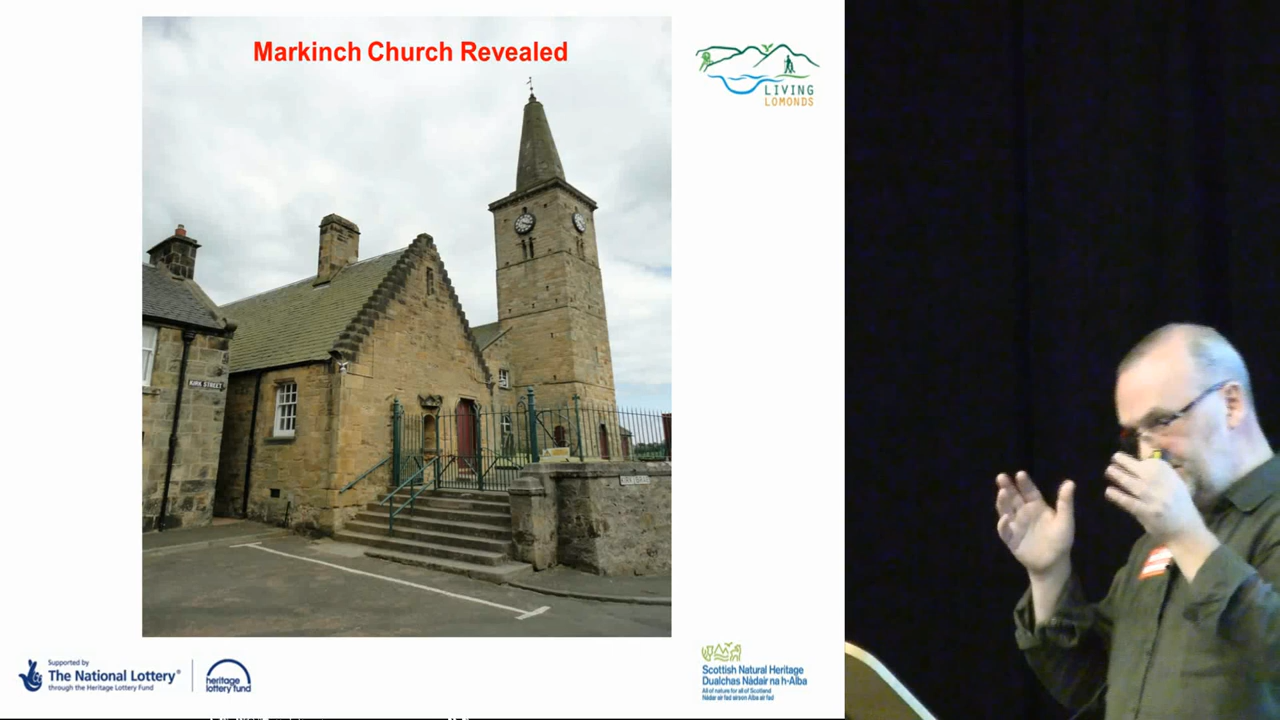 Markinch Church Revealed
LIVING
LOMONDS
KIRK STREET
Supported by
The National Lottery®
through the Heritage Lottery Fund
heritage
lottery fund
Scottish Natural Heritage
Dualchas Nàdair na h-Alba
All of nature for all of Scotland
Nàdar air fad airson Alba air fad